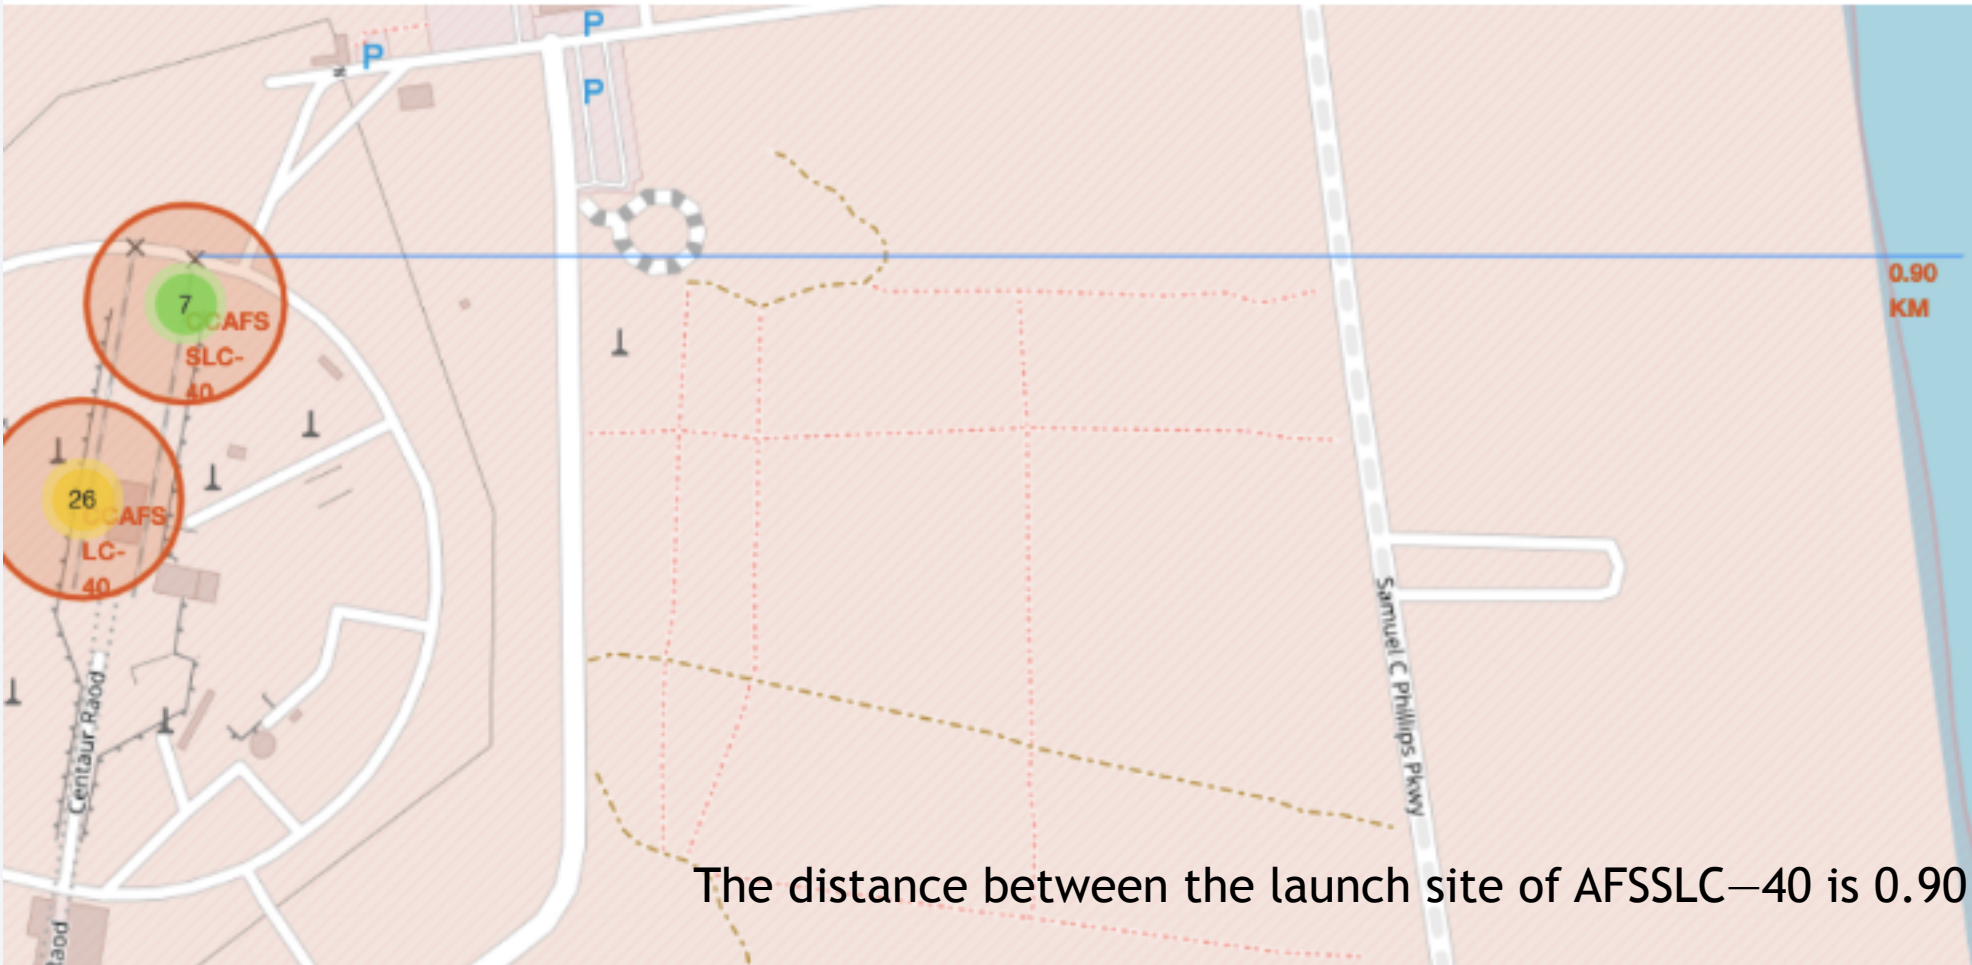 P
P
P
0.90
KM
7
CCAFS
SLC-
40
26
CCAFS
LC-
40
Samuel C Phillips Pkwy
Centaur Raod
The distance between the launch site of AFSSLC—40 is 0.90